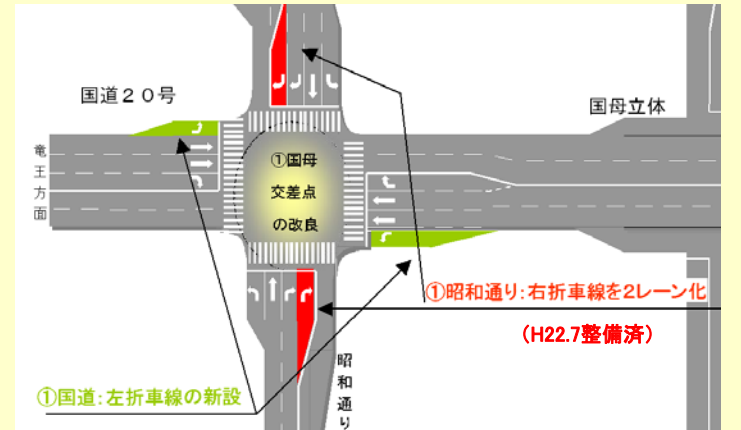 国道２０号
国母立体
竜王方面
①国母
交差点
の改良
①昭和通り：右折車線を2レーン化
（H22.7整備済）
昭和通り
①国道：左折車線の新設